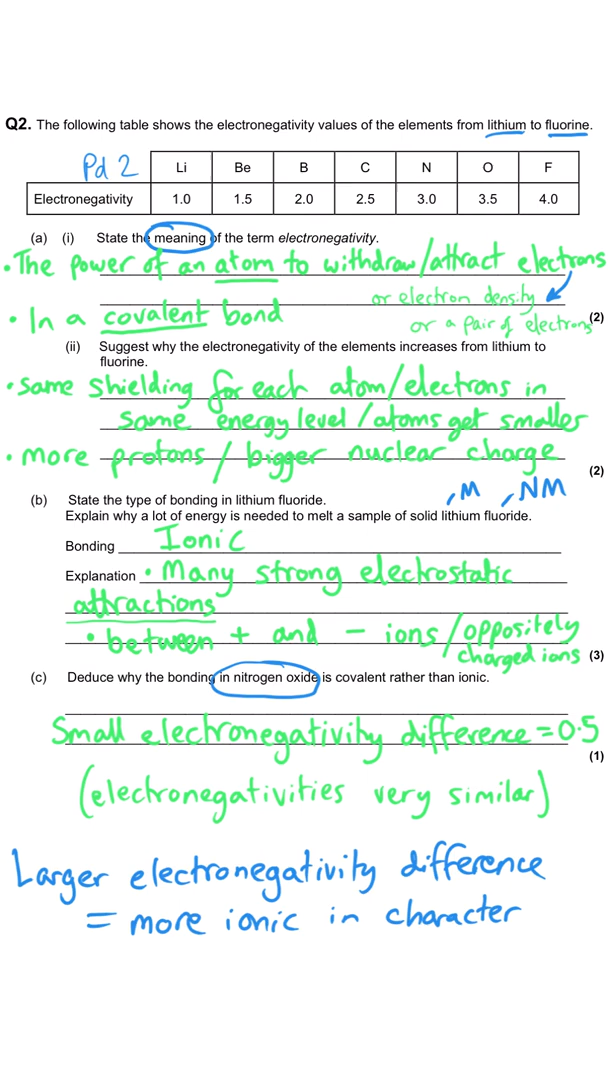 Q2. The following table shows the electronegativity values of the elements from lithium to fluorine.
Pd 2
Li Be B C N O F
Electronegativity 1.0 1.5 2.0 2.5 3.0 3.5 4.0
(a) (i) State the meaning of the term electronegativity.
• The power of an atom to withdraw/attract electrons
or electron density
• In a covalent bond
or a pair of electrons
(2)
(ii) Suggest why the electronegativity of the elements increases from lithium to
fluorine.
• Same shielding for each atom/electrons in
same energy level/atoms get smaller
• more protons/bigger nuclear charge
(2)
, M , NM
(b) State the type of bonding in lithium fluoride.
Explain why a lot of energy is needed to melt a sample of solid lithium fluoride.
Bonding Ionic
Explanation • Many strong electrostatic
attractions
• between + and - ions/oppositely
charged ions
(3)
(c) Deduce why the bonding in nitrogen oxide is covalent rather than ionic.
Small electronegativity difference = 0.5
(1)
(electronegativities very similar)
Larger electronegativity difference
= more ionic in character